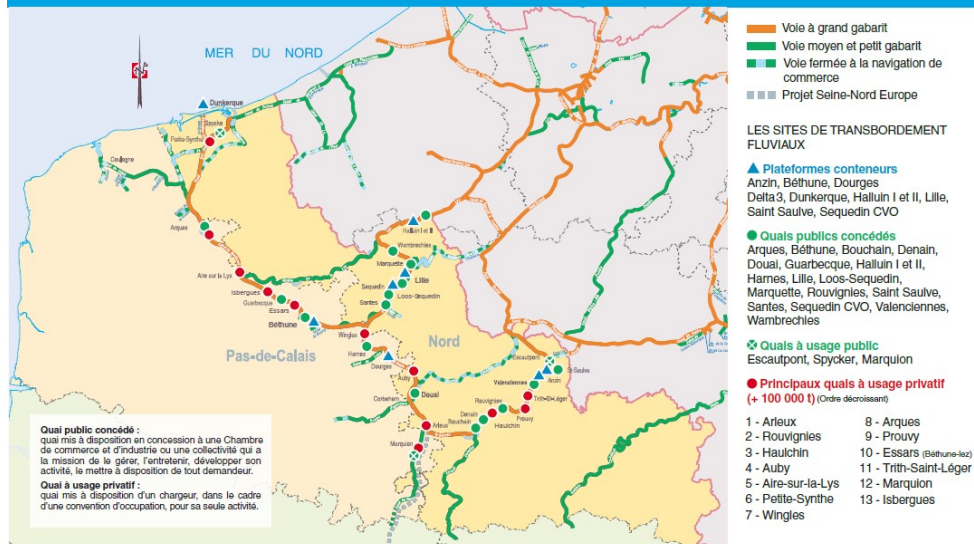 MER DU NORD
Dunkerque
Spycke
Petite-Synthe
Coulogne
Arques
Aire sur la Lys
Isbergues
Guarbecque
Essars
Béthune
Halluin I et II
Wambrechies
Marquette
Lille
Sequedin
Loos-Sequedin
Santes
Wingles
Harnes
Dourges
Pas-de-Calais
Nord
Auby
Douai
Corbehem
Arleux
Marquion
Escautpont
St-Saulve
Anzin
Valenciennes
Trith-St-Léger
Rouvignies
Prouvy
Denain
Haulchin
Bouchain
Quai public concédé :
quai mis à disposition en concession à une Chambre
de commerce et d'industrie ou une collectivité qui a
la mission de le gérer, l'entretenir, développer son
activité, le mettre à disposition de tout demandeur.
Quai à usage privatif :
quai mis à disposition d'un chargeur, dans le cadre
d'une convention d'occupation, pour sa seule activité.
Voie à grand gabarit
Voie moyen et petit gabarit
Voie fermée à la navigation de
commerce
Projet Seine-Nord Europe
LES SITES DE TRANSBORDEMENT
FLUVIAUX
Plateformes conteneurs
Anzin, Béthune, Dourges
Delta3, Dunkerque, Halluin I et II, Lille,
Saint Saulve, Sequedin CVO
Quais publics concédés
Arques, Béthune, Bouchain, Denain,
Douai, Guarbecque, Halluin I et II,
Harnes, Lille, Loos-Sequedin,
Marquette, Rouvignies, Saint Saulve,
Santes, Sequedin CVO, Valenciennes,
Wambrechies
Quais à usage public
Escautpont, Spycker, Marquion
Principaux quais à usage privatif
(+ 100 000 t) (Ordre décroissant)
1 - Arleux
2 - Rouvignies
3 - Haulchin
4 - Auby
5 - Aire-sur-la-Lys
6 - Petite-Synthe
7 - Wingles
8 - Arques
9 - Prouvy
10 - Essars (Béthune-lez)
11 - Trith-Saint-Léger
12 - Marquion
13 - Isbergues